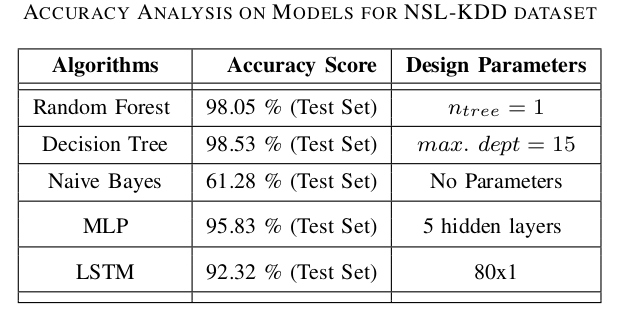 ACCURACY ANALYSIS ON MODELS FOR NSL-KDD DATASET
Algorithms Accuracy Score Design Parameters
Random Forest 98.05 % (Test Set) n_tree = 1
Decision Tree 98.53 % (Test Set) max. dept = 15
Naive Bayes 61.28 % (Test Set) No Parameters
MLP 95.83 % (Test Set) 5 hidden layers
LSTM 92.32 % (Test Set) 80x1